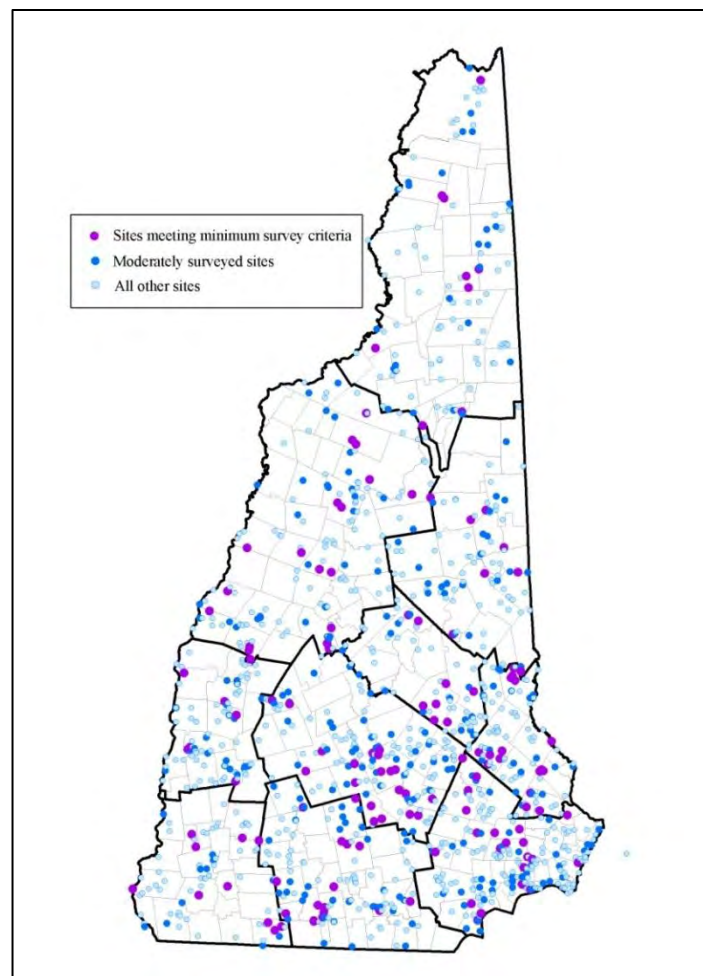 Sites meeting minimum survey criteria
Moderately surveyed sites
All other sites